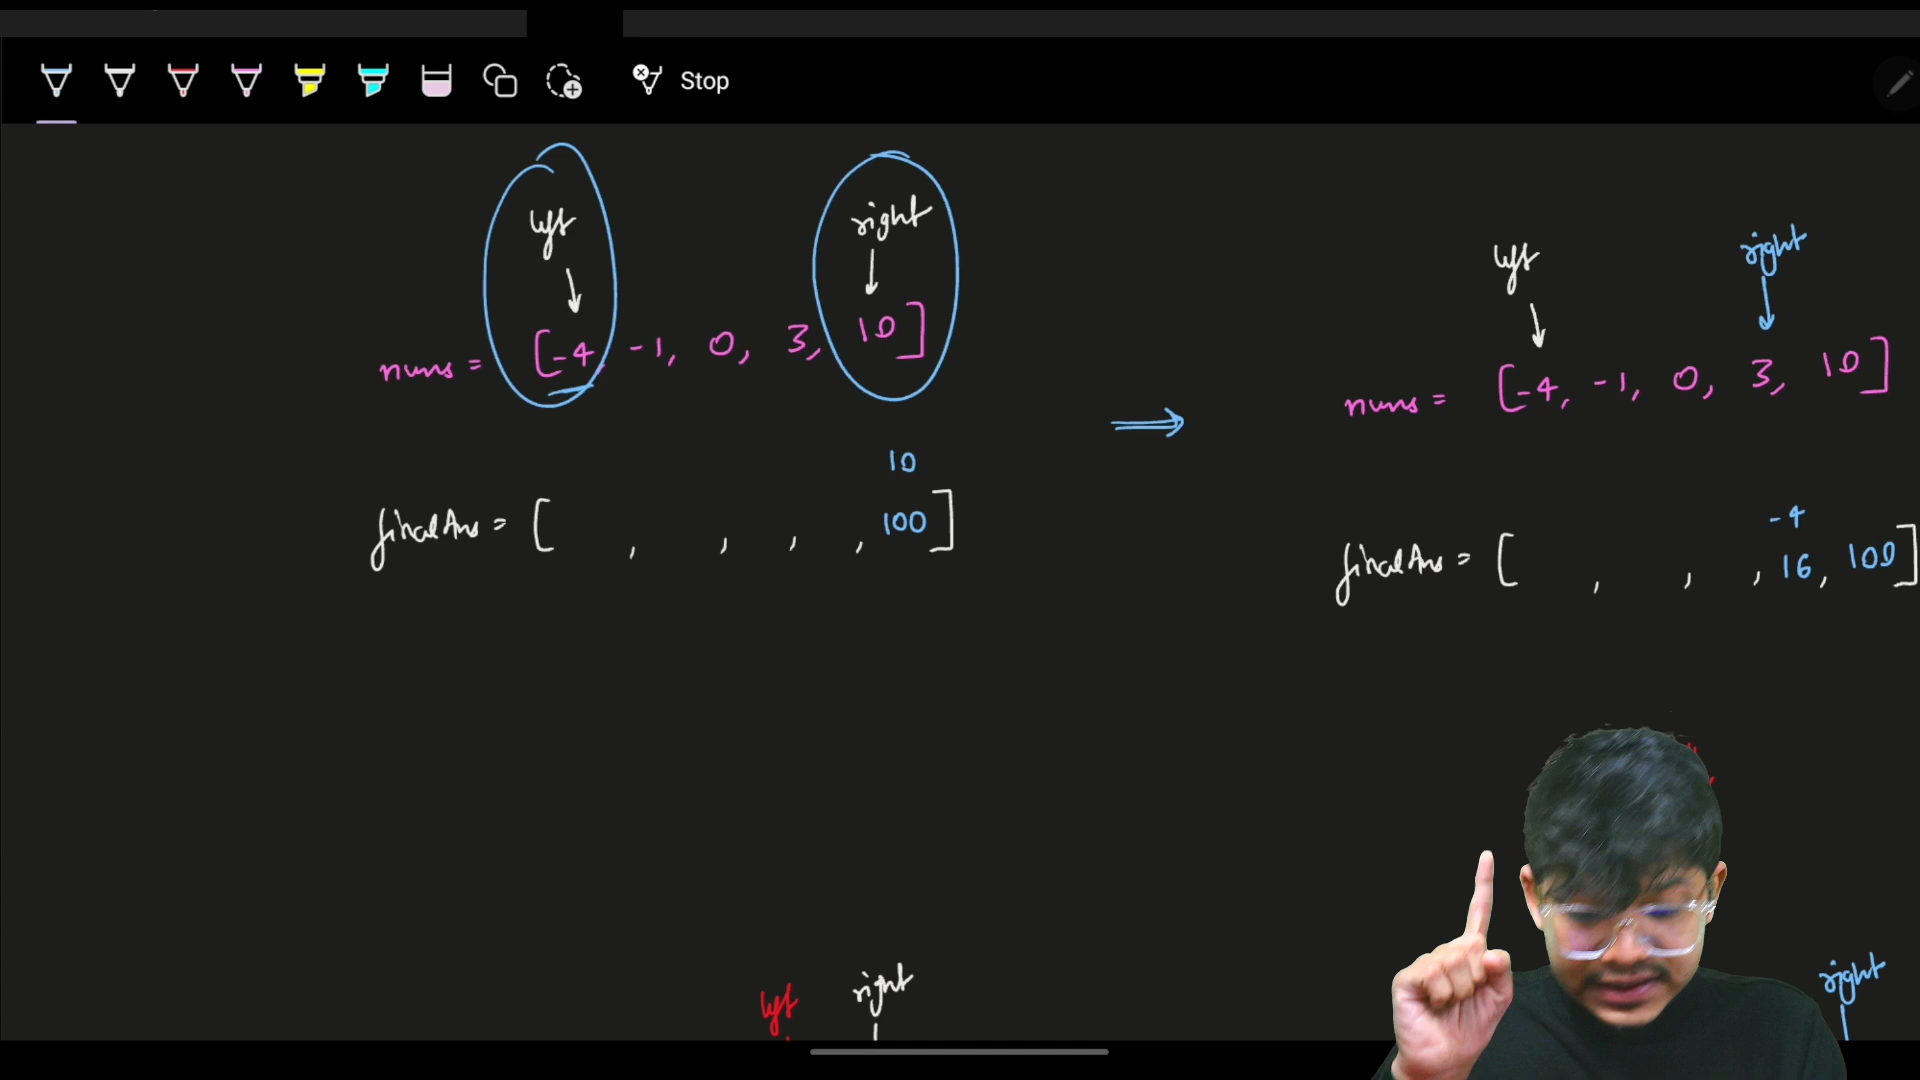 Stop
left
right
nums = [-4, -1, 0, 3, 10]
10
finalAns = [ , , , , 100]
left
right
nums = [-4, -1, 0, 3, 10]
-4
finalAns = [ , , , 16, 100]
left
right
right